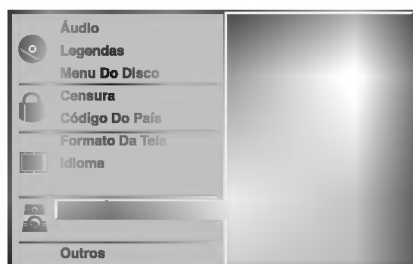 Áudio
Legendas
Menu Do Disco
Censura
Código Do País
Formato Da Tela
Idioma
Outros